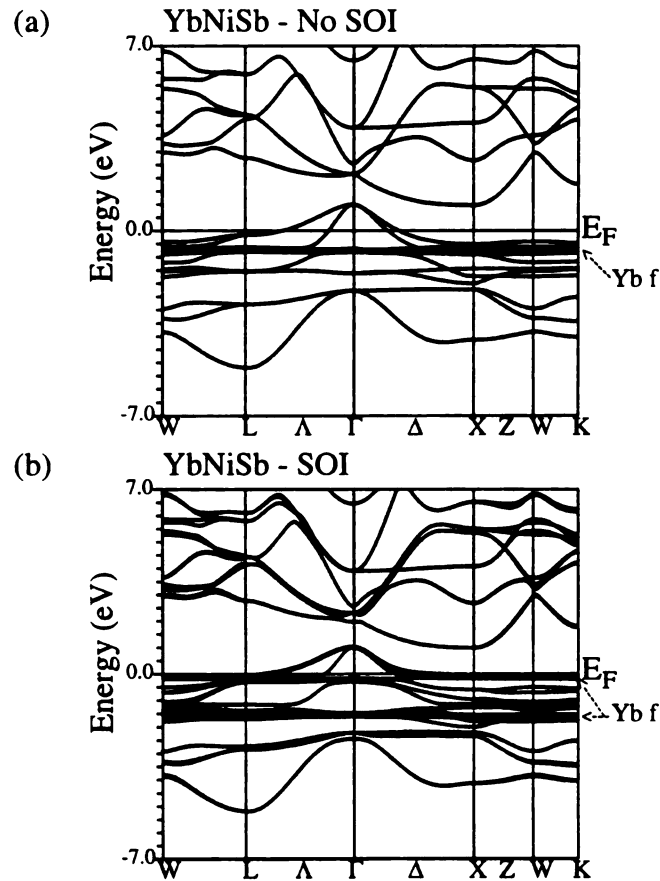 (a) YbNiSb - No SOI
7.0
Energy (eV)
0.0
E_F
Yb f
-7.0
W L Λ Γ Δ X Z W K
(b) YbNiSb - SOI
7.0
Energy (eV)
0.0
E_F
Yb f
-7.0
W L Λ Γ Δ X Z W K